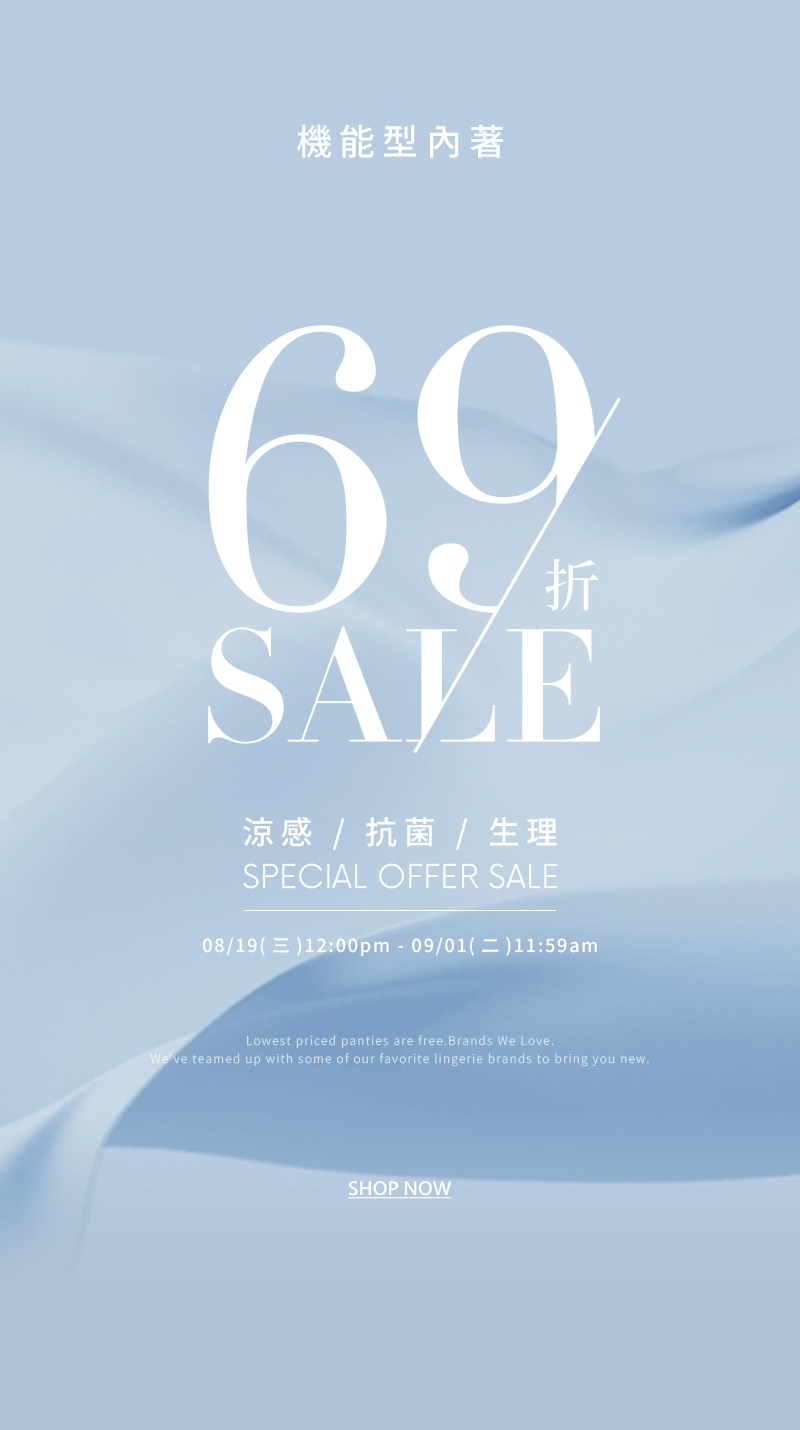 機能型內著
69折
SALE
涼感 / 抗菌 / 生理
SPECIAL OFFER SALE
08/19( 三 )12:00pm - 09/01( 二 )11:59am
Lowest priced panties are free.Brands We Love.
We've teamed up with some of our favorite lingerie brands to bring you new.
SHOP NOW